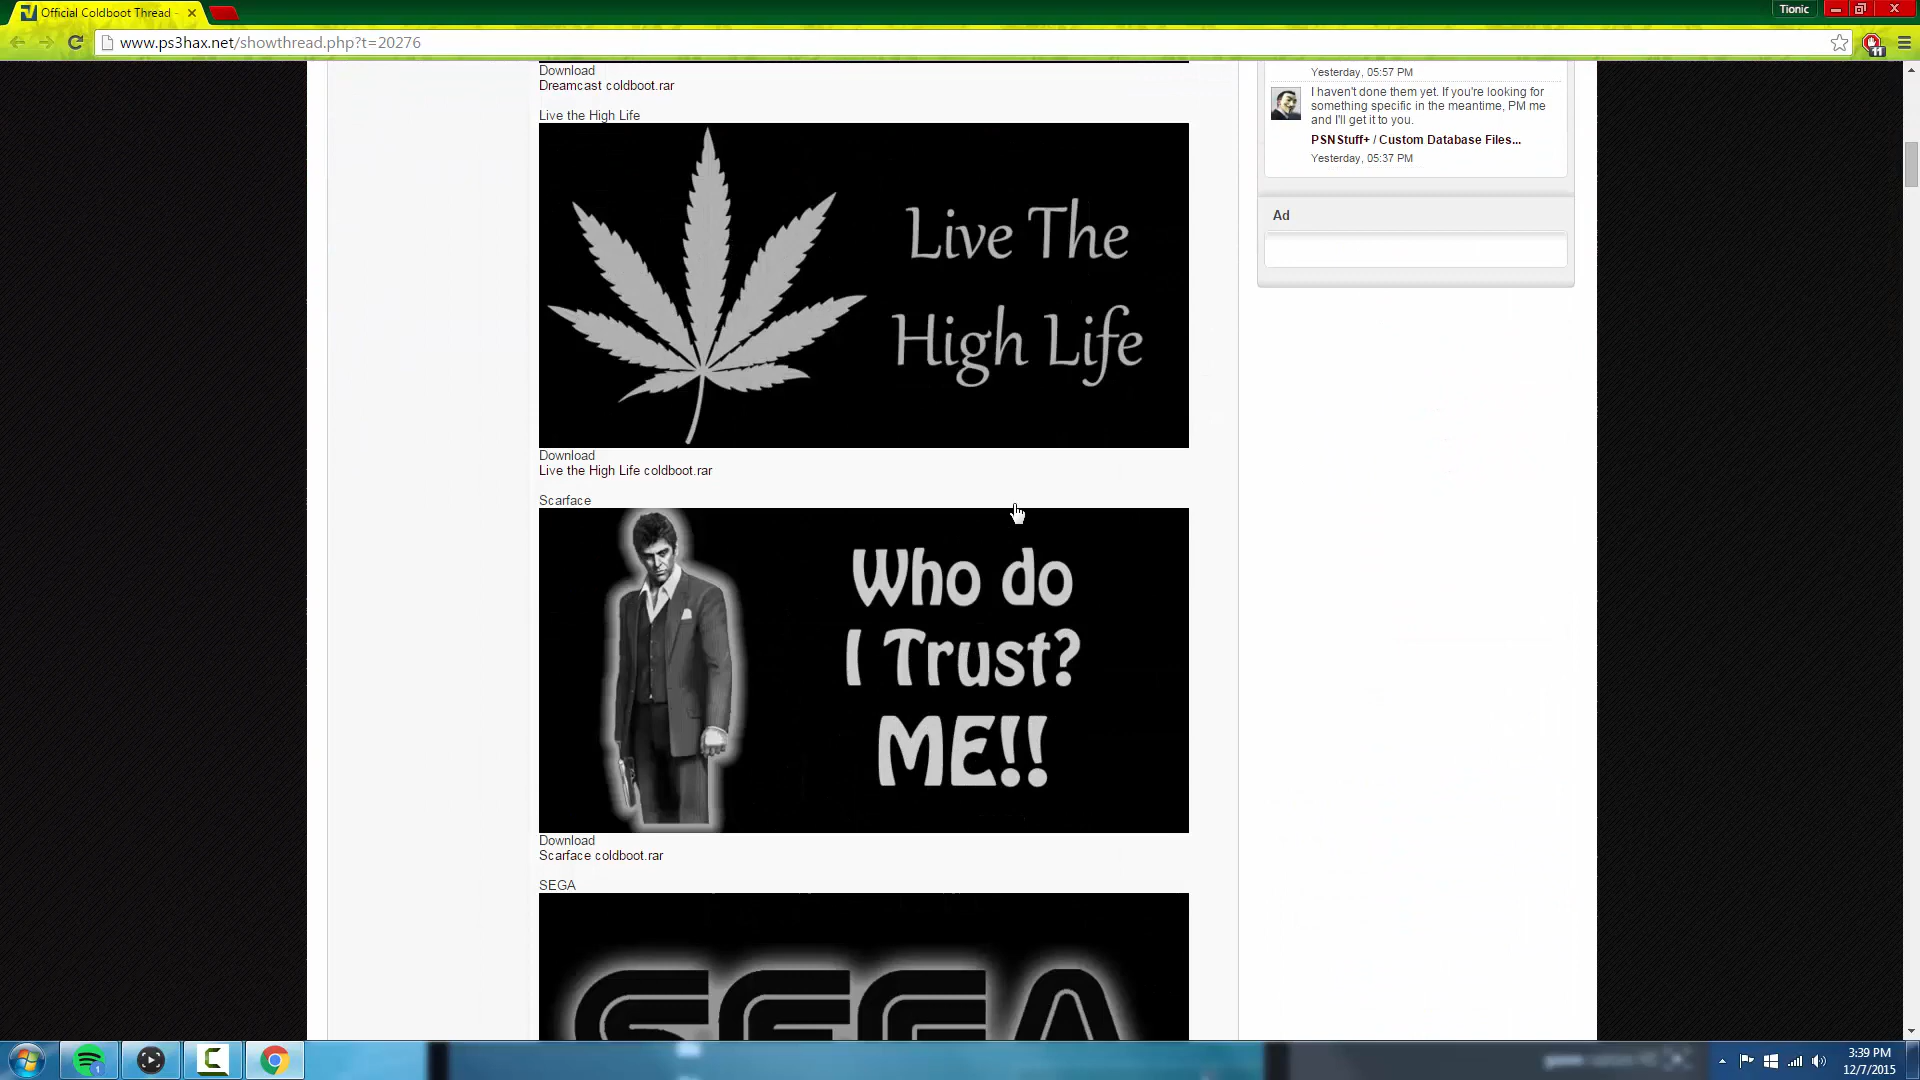 Official Coldboot Thread -
Tionic
www.ps3hax.net/showthread.php?t=20276
11
Download
Dreamcast coldboot.rar
Live the High Life
Live The
High Life
Download
Live the High Life coldboot.rar
Scarface
Who do
I Trust?
ME!!
Download
Scarface coldboot.rar
SEGA
SEGA
Yesterday, 05:57 PM
I haven't done them yet. If you're looking for
something specific in the meantime, PM me
and I'll get it to you.
PSNStuff+ / Custom Database Files...
Yesterday, 05:37 PM
Ad
1
3:39 PM
12/7/2015